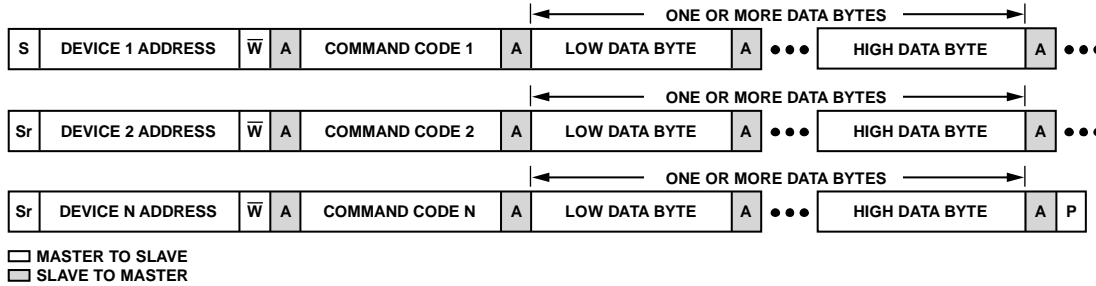 ONE OR MORE DATA BYTES
S DEVICE 1 ADDRESS W̅ A COMMAND CODE 1 A LOW DATA BYTE A ••• HIGH DATA BYTE A •••
ONE OR MORE DATA BYTES
Sr DEVICE 2 ADDRESS W̅ A COMMAND CODE 2 A LOW DATA BYTE A ••• HIGH DATA BYTE A •••
ONE OR MORE DATA BYTES
Sr DEVICE N ADDRESS W̅ A COMMAND CODE N A LOW DATA BYTE A ••• HIGH DATA BYTE A P
MASTER TO SLAVE
SLAVE TO MASTER